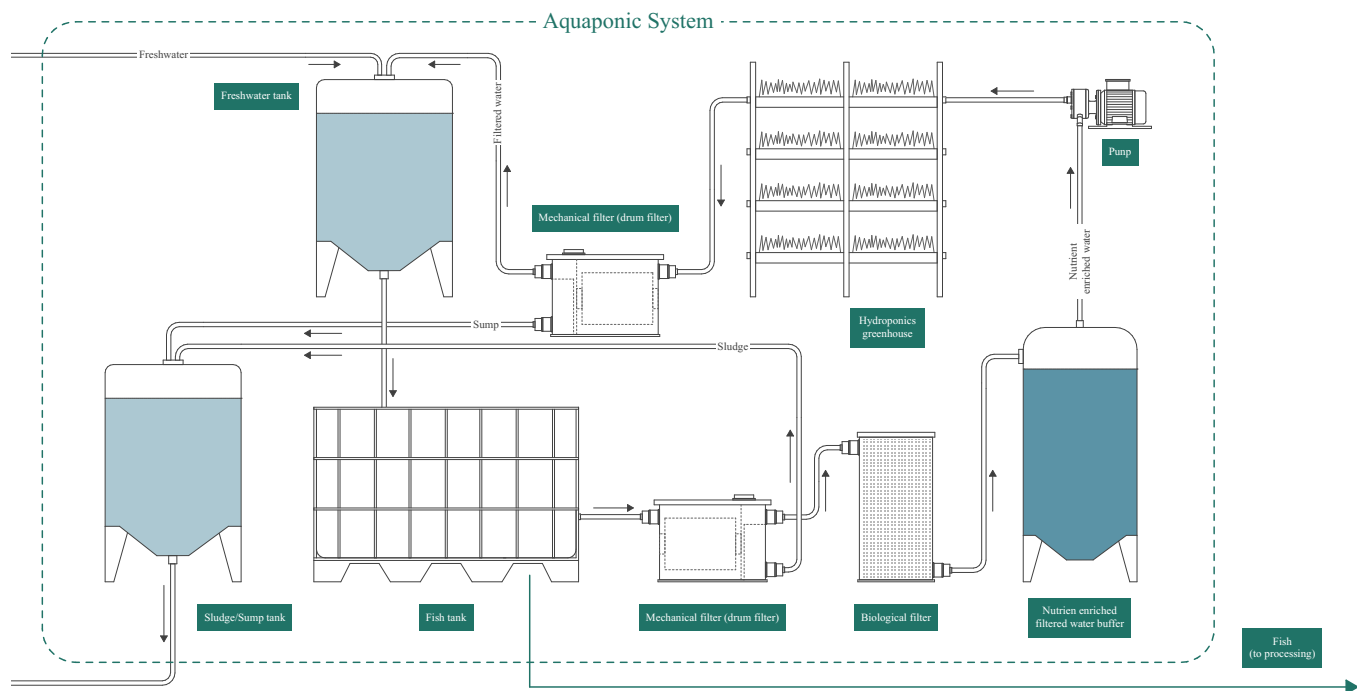 Aquaponic System
Freshwater
Freshwater tank
Filtered water
Punp
Mechanical filter (drum filter)
Nutrient
enriched water
Hydroponics
greenhouse
Sump
Sludge
Sludge/Sump tank
Fish tank
Mechanical filter (drum filter)
Biological filter
Nutrien enriched
filtered water buffer
Fish
(to processing)